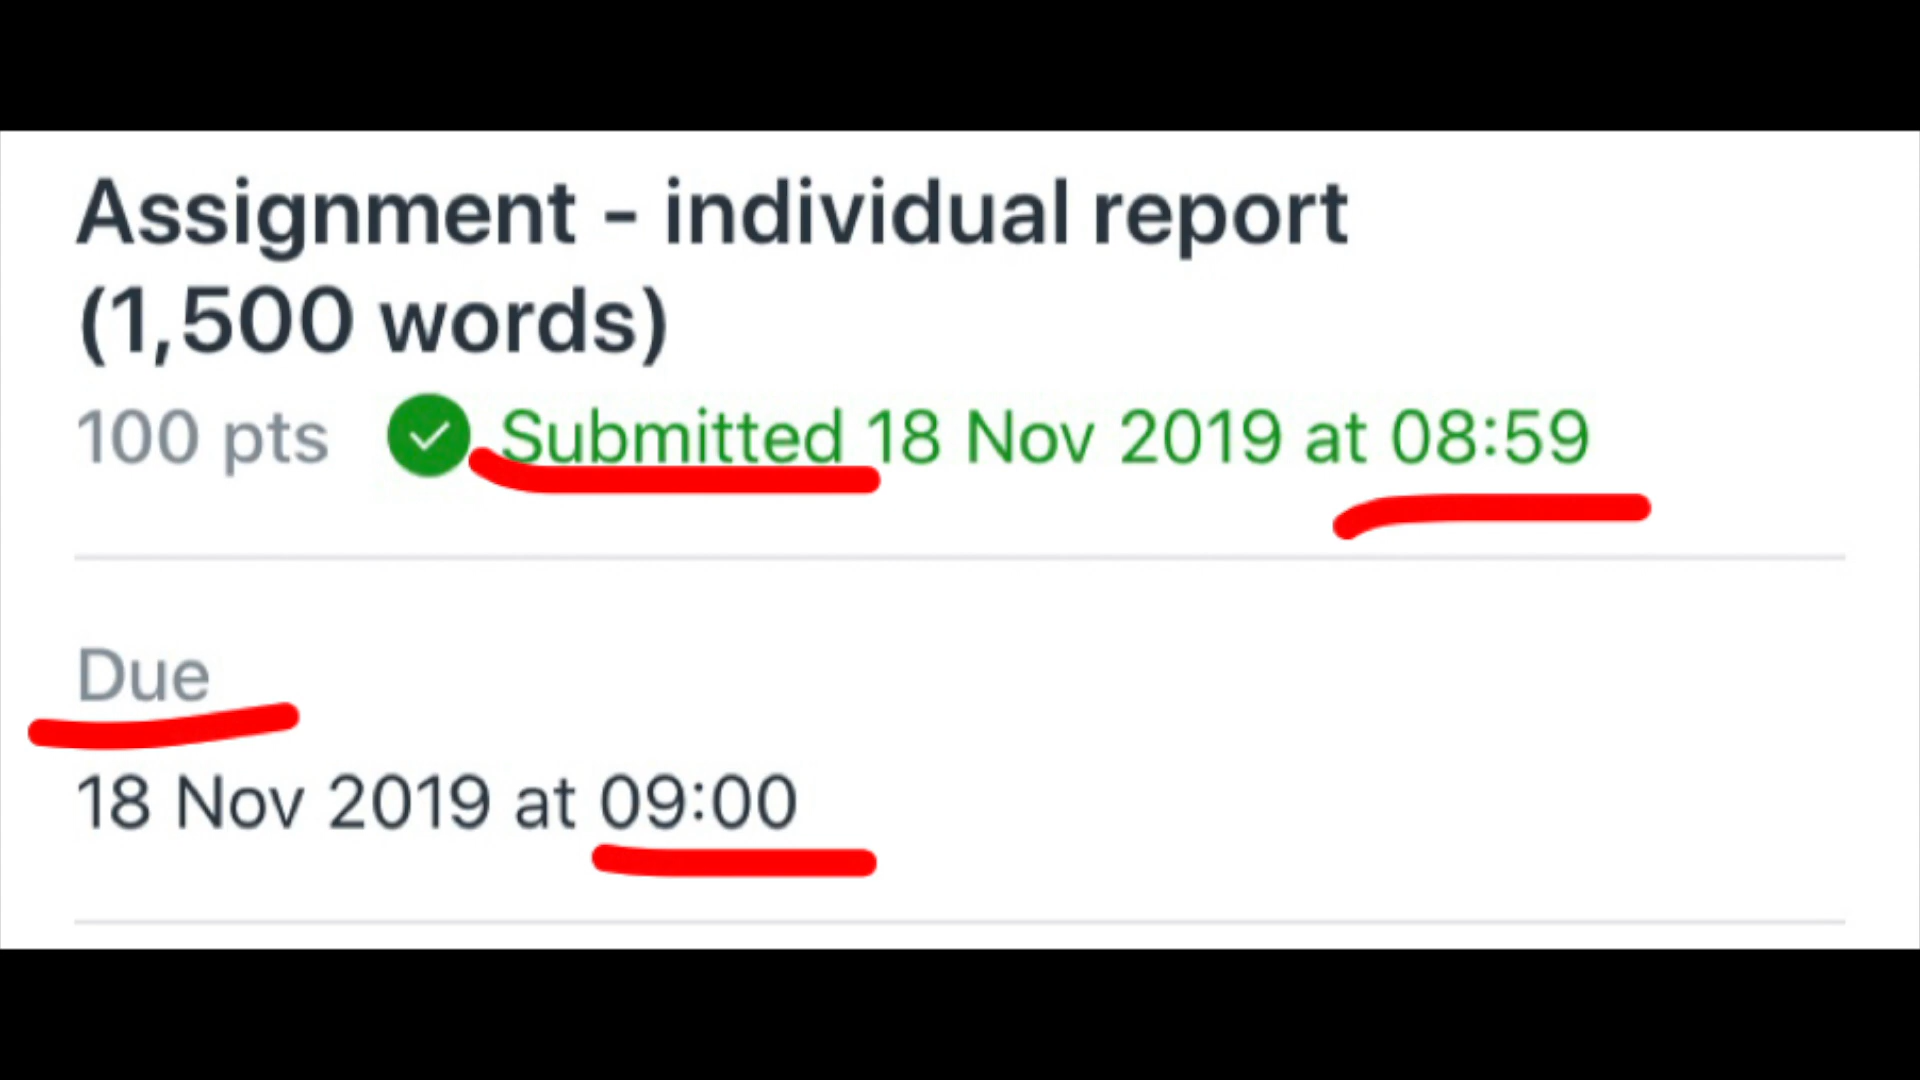 Assignment - individual report
(1,500 words)
100 pts Submitted 18 Nov 2019 at 08:59
Due
18 Nov 2019 at 09:00